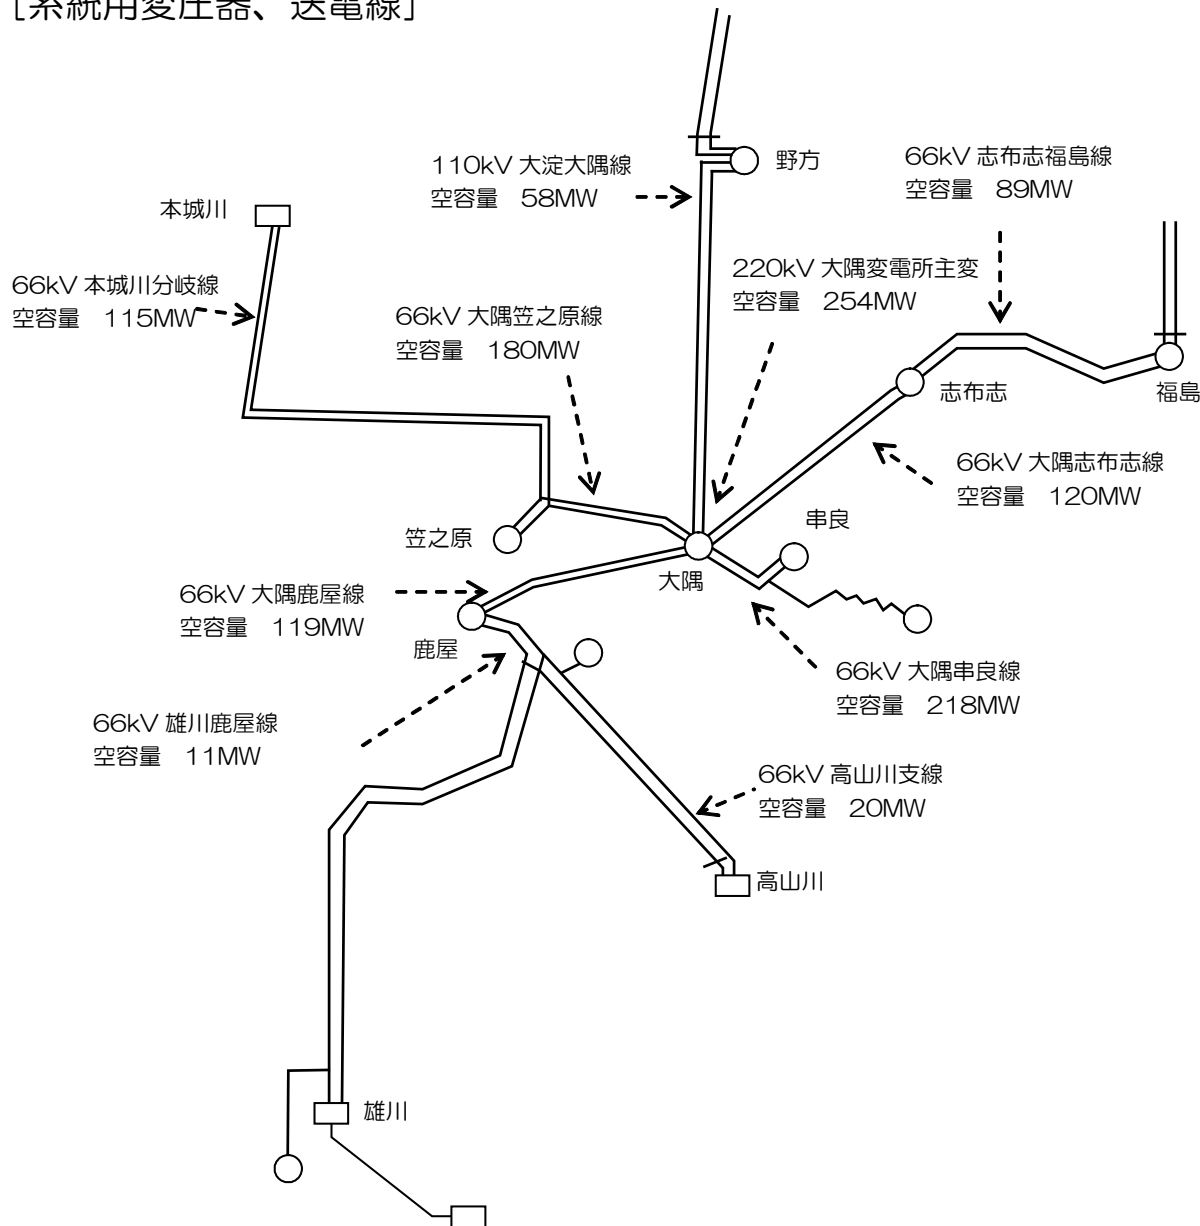 [系統用変圧器、送電線]
110kV 大淀大隅線
空容量 58MW
野方
66kV 志布志福島線
空容量 89MW
本城川
66kV 本城川分岐線
空容量 115MW
220kV 大隅変電所主変
空容量 254MW
66kV 大隅笠之原線
空容量 180MW
志布志
福島
66kV 大隅志布志線
空容量 120MW
串良
笠之原
大隅
66kV 大隅鹿屋線
空容量 119MW
鹿屋
66kV 大隅串良線
空容量 218MW
66kV 雄川鹿屋線
空容量 11MW
66kV 高山川支線
空容量 20MW
高山川
雄川